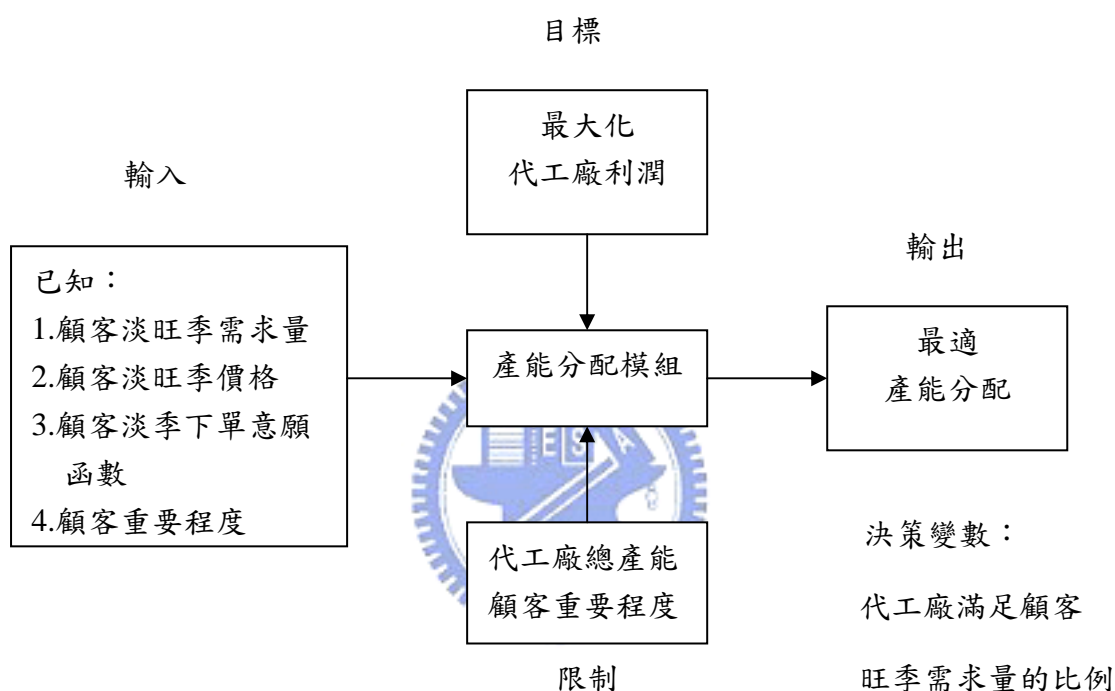 目標
最大化
代工廠利潤
輸入
已知：
1.顧客淡旺季需求量
2.顧客淡旺季價格
3.顧客淡季下單意願
函數
4.顧客重要程度
產能分配模組
輸出
最適
產能分配
代工廠總產能
顧客重要程度
限制
決策變數：
代工廠滿足顧客
旺季需求量的比例